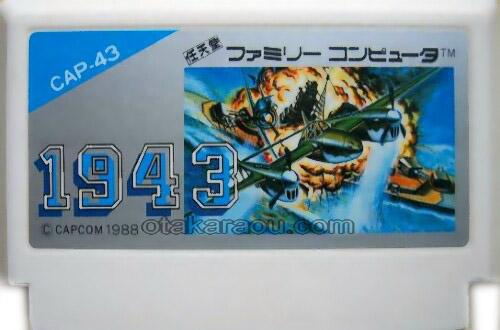 CAP-43
任天堂 ファミリー コンピュータ™
1943
© CAPCOM 1988
otakaraou.com